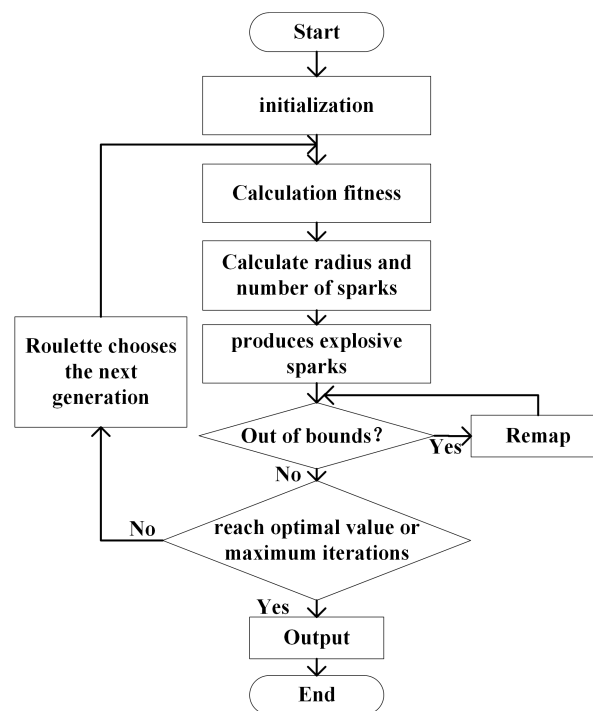 Start
initialization
Calculation fitness
Calculate radius and
number of sparks
Roulette chooses
the next
generation
produces explosive
sparks
Out of bounds?
Yes
Remap
No
No
reach optimal value or
maximum iterations
Yes
Output
End